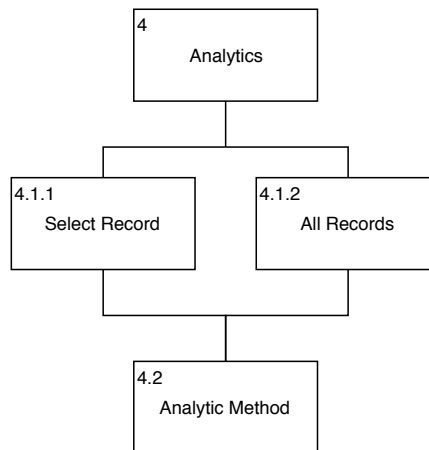 4
Analytics
4.1.1
Select Record
4.1.2
All Records
4.2
Analytic Method